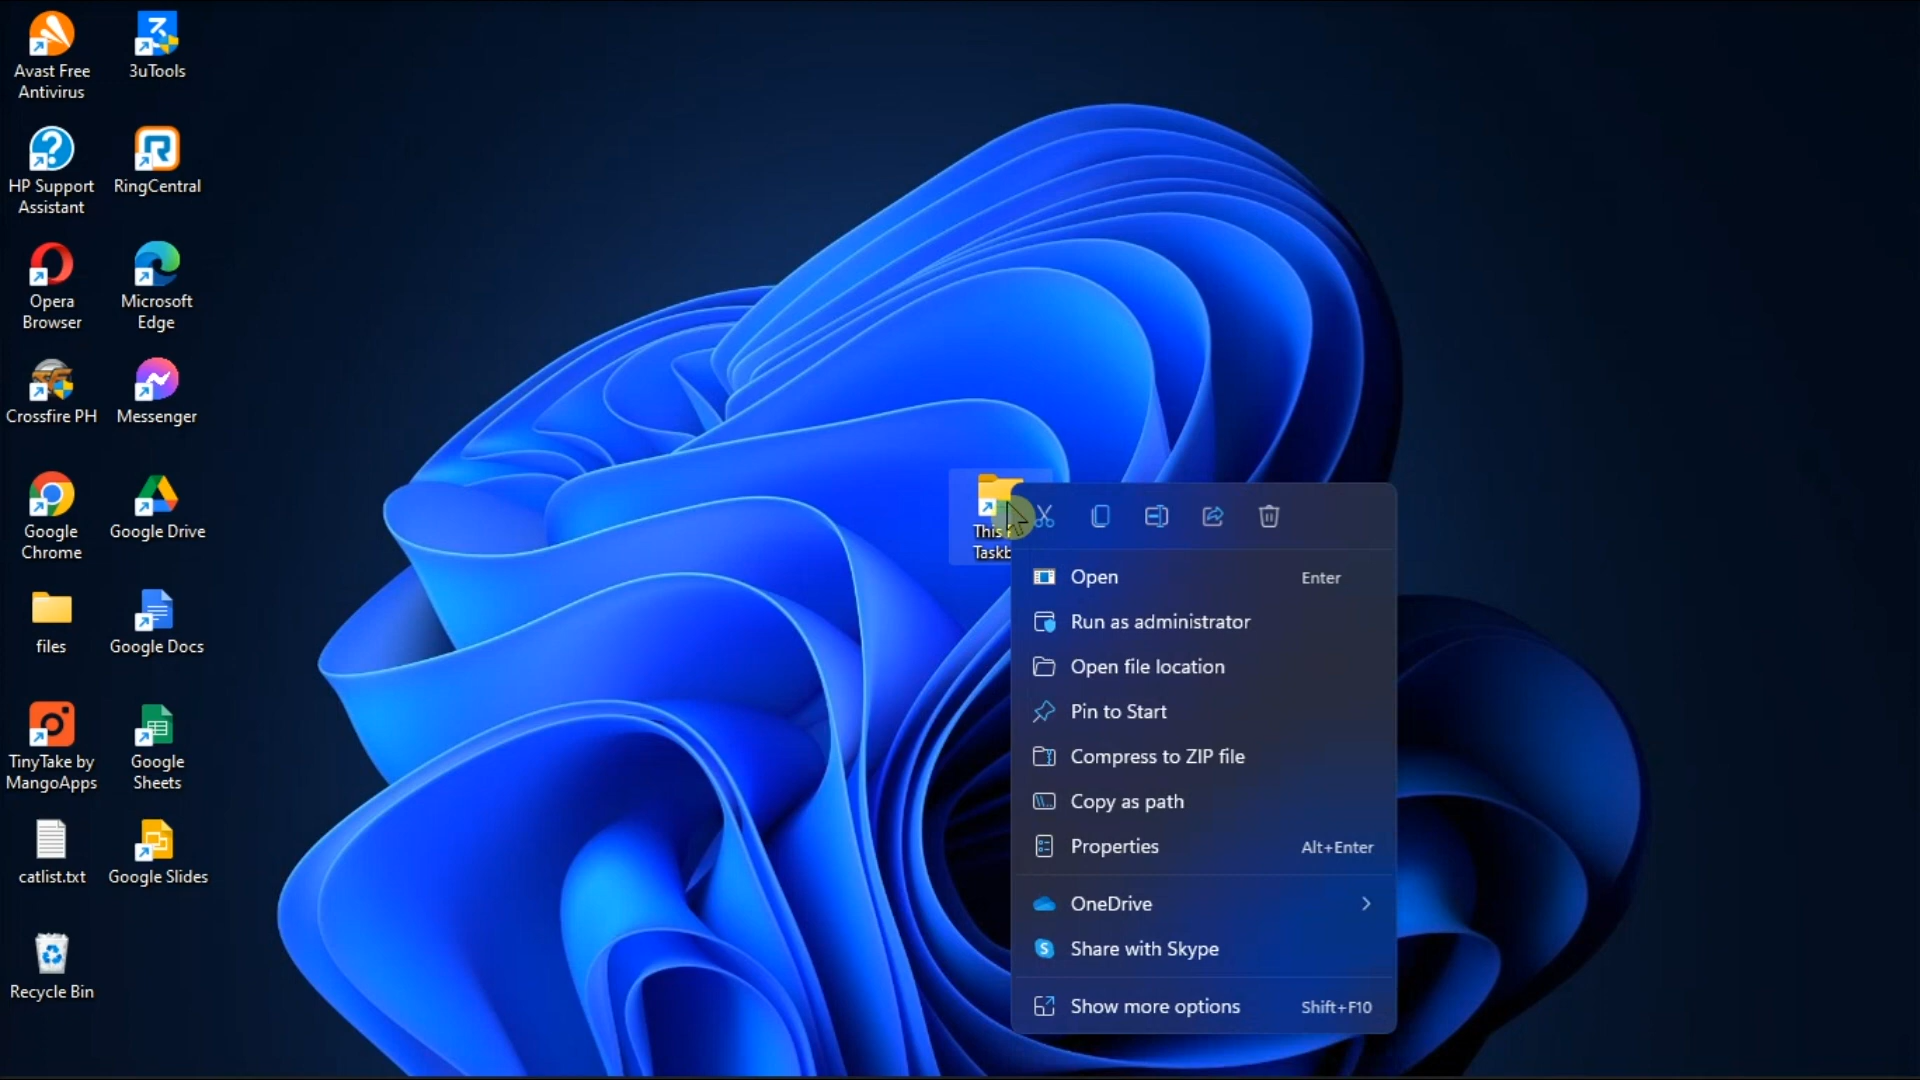 Avast Free
Antivirus
3uTools
HP Support
Assistant
RingCentral
Opera
Browser
Microsoft
Edge
Crossfire PH
Messenger
Google
Chrome
Google Drive
files
Google Docs
TinyTake by
MangoApps
Google
Sheets
catlist.txt
Google Slides
Recycle Bin
This
Open Enter
Run as administrator
Open file location
Pin to Start
Compress to ZIP file
Copy as path
Properties Alt+Enter
OneDrive
Share with Skype
Show more options Shift+F10